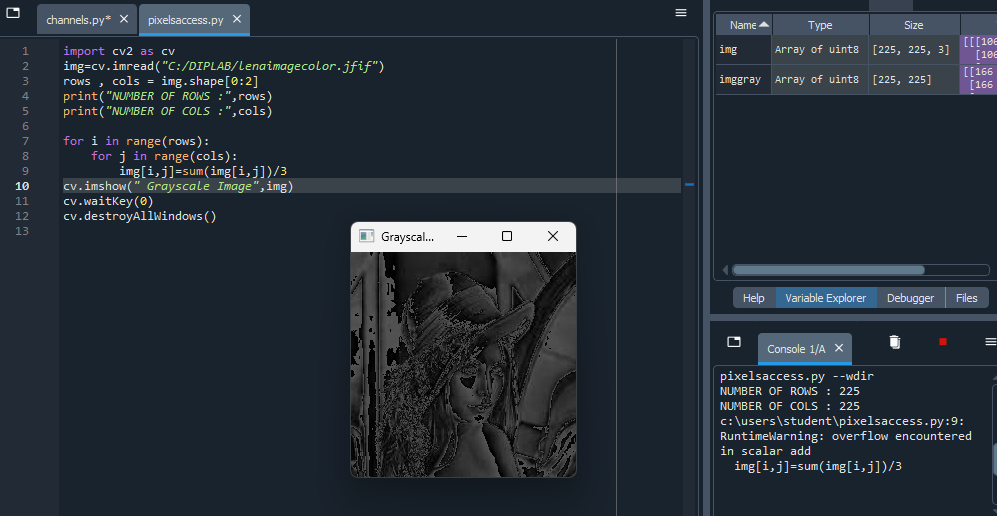 channels.py* ✕ pixelsaccess.py ✕
1 import cv2 as cv
2 img=cv.imread("C:/DIPLAB/lenaimagecolor.jfif")
3 rows , cols = img.shape[0:2]
4 print("NUMBER OF ROWS :",rows)
5 print("NUMBER OF COLS :",cols)
6
7 for i in range(rows):
8     for j in range(cols):
9         img[i,j]=sum(img[i,j])/3
10 cv.imshow(" Grayscale Image",img)
11 cv.waitKey(0)
12 cv.destroyAllWindows()
13
Grayscal...
Name Type Size
img Array of uint8 [225, 225, 3] [[[106
[106
imggray Array of uint8 [225, 225] [[166
[166
Help Variable Explorer Debugger Files
Console 1/A ✕
pixelsaccess.py --wdir
NUMBER OF ROWS : 225
NUMBER OF COLS : 225
c:\users\student\pixelsaccess.py:9:
RuntimeWarning: overflow encountered
in scalar add
  img[i,j]=sum(img[i,j])/3